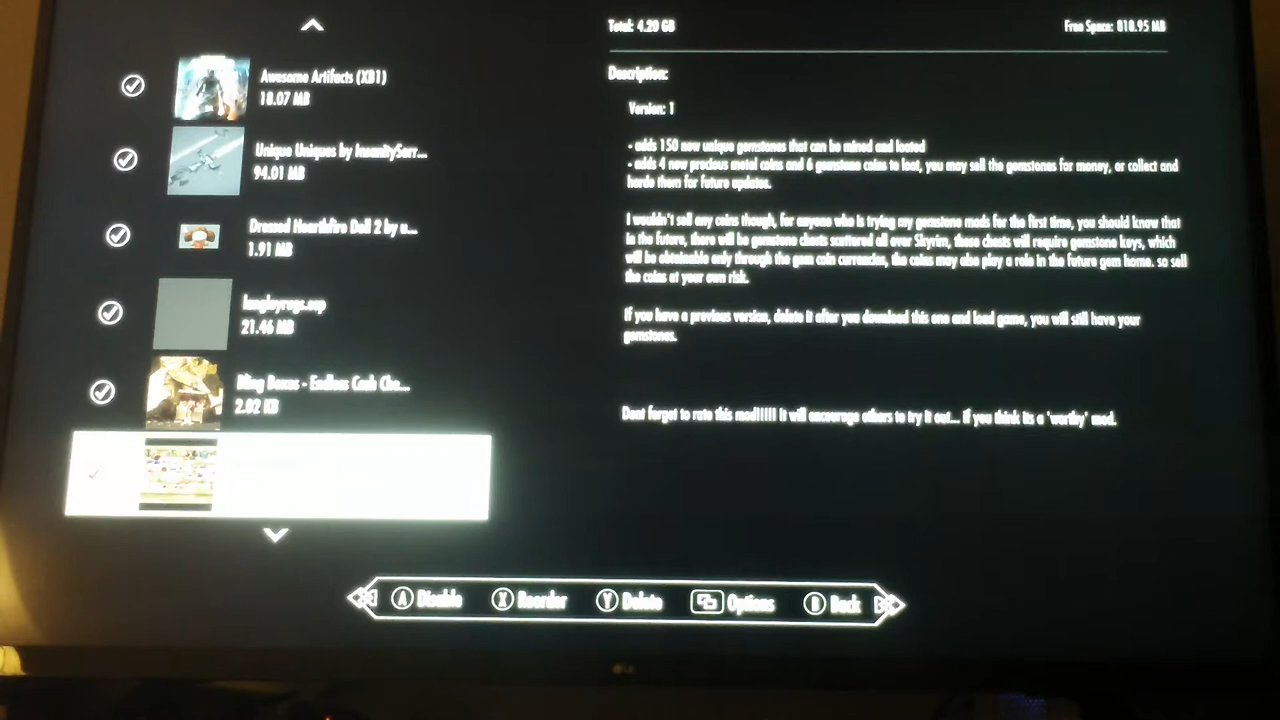 Total: 4.20 GB
Free Space: 818.95 MB
Awesome Artifacts (XB1)
18.07 MB
Unique Uniques by InsanitySorr...
94.01 MB
Dressed Hearthfire Doll 2 by u...
1.91 MB
21.46 MB
Bling Boxes - Endless Cash Che...
2.02 KB
Description:
Version: 1
- adds 150 new unique gemstones that can be mined and looted
- adds 4 new precious metal coins and 6 gemstone coins to loot, you may sell the gemstones for money, or collect and
horde them for future updates.
I wouldn't sell any coins though, for anyone who is trying my gemstone mods for the first time, you should know that
in the future, there will be gemstone chests scattered all over Skyrim, these chests will require gemstone keys, which
will be obtainable only through the gem coin currencies, the coins may also play a role in the future gem home. so sell
the coins at your own risk.
If you have a previous version, delete it after you download this one and load game, you will still have your
gemstones.
Dont forget to rate this mod!!!!! It will encourage others to try it out... if you think its a 'worthy' mod.
A Disable
X Reorder
Y Delete
Options
B Back
LG